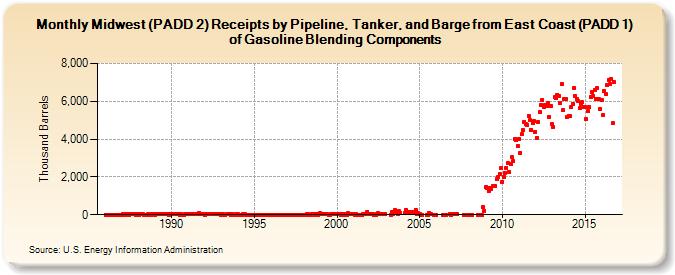 Monthly Midwest (PADD 2) Receipts by Pipeline, Tanker, and Barge from East Coast (PADD 1)
of Gasoline Blending Components
Thousand Barrels
8,000
6,000
4,000
2,000
0
1990
1995
2000
2005
2010
2015
Source: U.S. Energy Information Administration